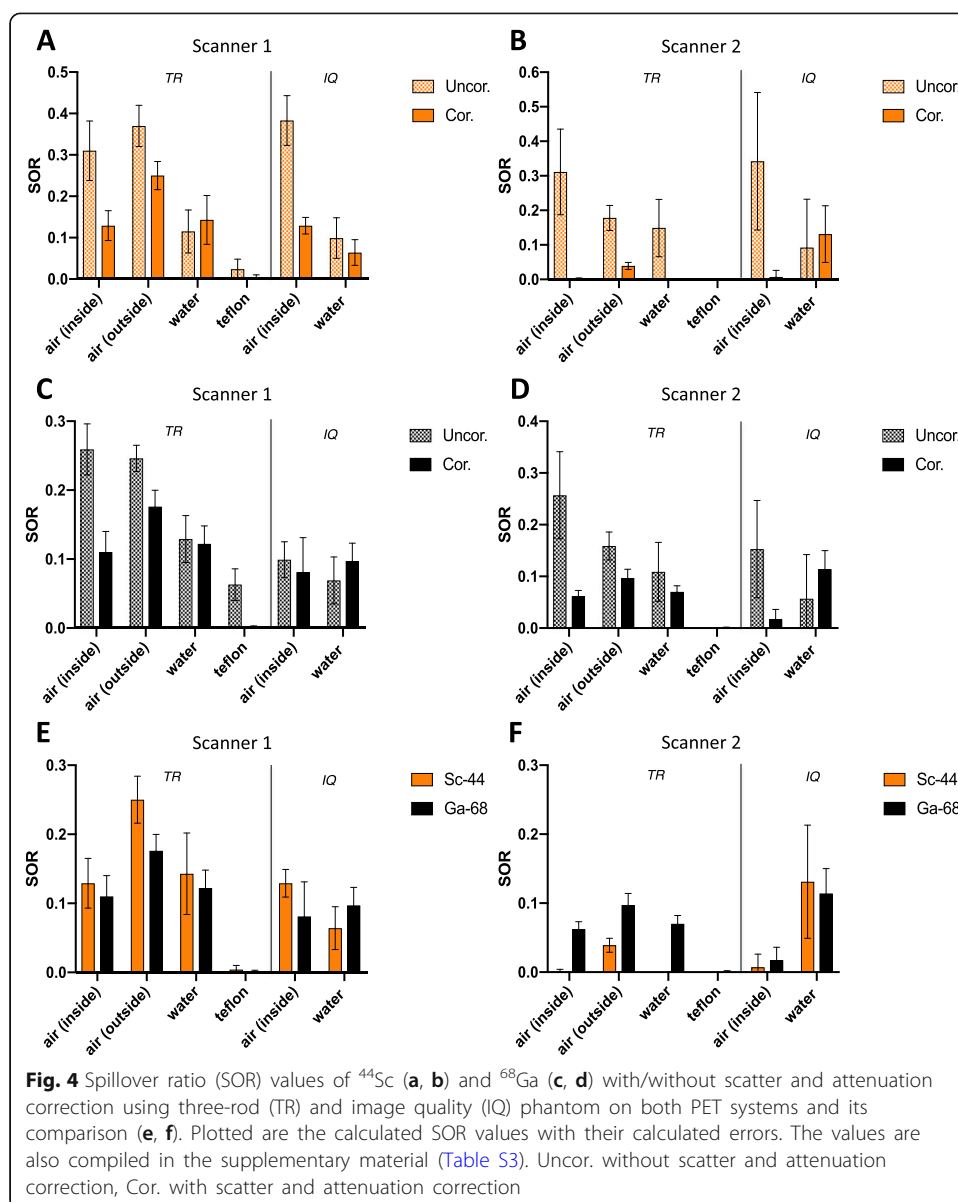 A
Scanner 1
TR
IQ
Uncor.
Cor.
SOR
0.5
0.4
0.3
0.2
0.1
0.0
air (inside)
air (outside)
water
teflon
air (inside)
water
B
Scanner 2
TR
IQ
Uncor.
Cor.
SOR
0.6
0.5
0.4
0.3
0.2
0.1
0.0
air (inside)
air (outside)
water
teflon
air (inside)
water
C
Scanner 1
TR
IQ
Uncor.
Cor.
SOR
0.3
0.2
0.1
0.0
air (inside)
air (outside)
water
teflon
air (inside)
water
D
Scanner 2
TR
IQ
Uncor.
Cor.
SOR
0.4
0.3
0.2
0.1
0.0
air (inside)
air (outside)
water
teflon
air (inside)
water
E
Scanner 1
TR
IQ
Sc-44
Ga-68
SOR
0.3
0.2
0.1
0.0
air (inside)
air (outside)
water
teflon
air (inside)
water
F
Scanner 2
TR
IQ
Sc-44
Ga-68
SOR
0.3
0.2
0.1
0.0
air (inside)
air (outside)
water
teflon
air (inside)
water
Fig. 4 Spillover ratio (SOR) values of ⁴⁴Sc (a, b) and ⁶⁸Ga (c, d) with/without scatter and attenuation
correction using three-rod (TR) and image quality (IQ) phantom on both PET systems and its
comparison (e, f). Plotted are the calculated SOR values with their calculated errors. The values are
also compiled in the supplementary material (Table S3). Uncor. without scatter and attenuation
correction, Cor. with scatter and attenuation correction